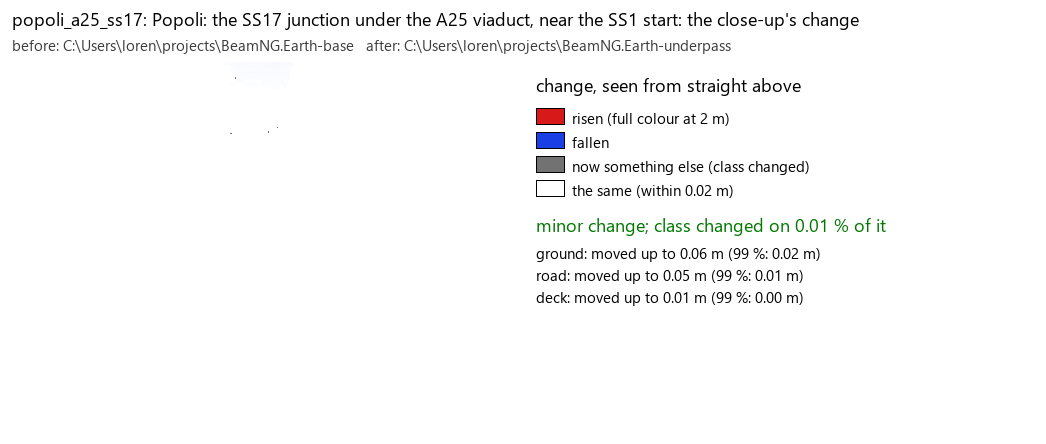 popoli_a25_ss17: Popoli: the SS17 junction under the A25 viaduct, near the SS1 start: the close-up's change
before: C:\Users\loren\projects\BeamNG.Earth-base after: C:\Users\loren\projects\BeamNG.Earth-underpass
change, seen from straight above
risen (full colour at 2 m)
fallen
now something else (class changed)
the same (within 0.02 m)
minor change; class changed on 0.01 % of it
ground: moved up to 0.06 m (99 %: 0.02 m)
road: moved up to 0.05 m (99 %: 0.01 m)
deck: moved up to 0.01 m (99 %: 0.00 m)